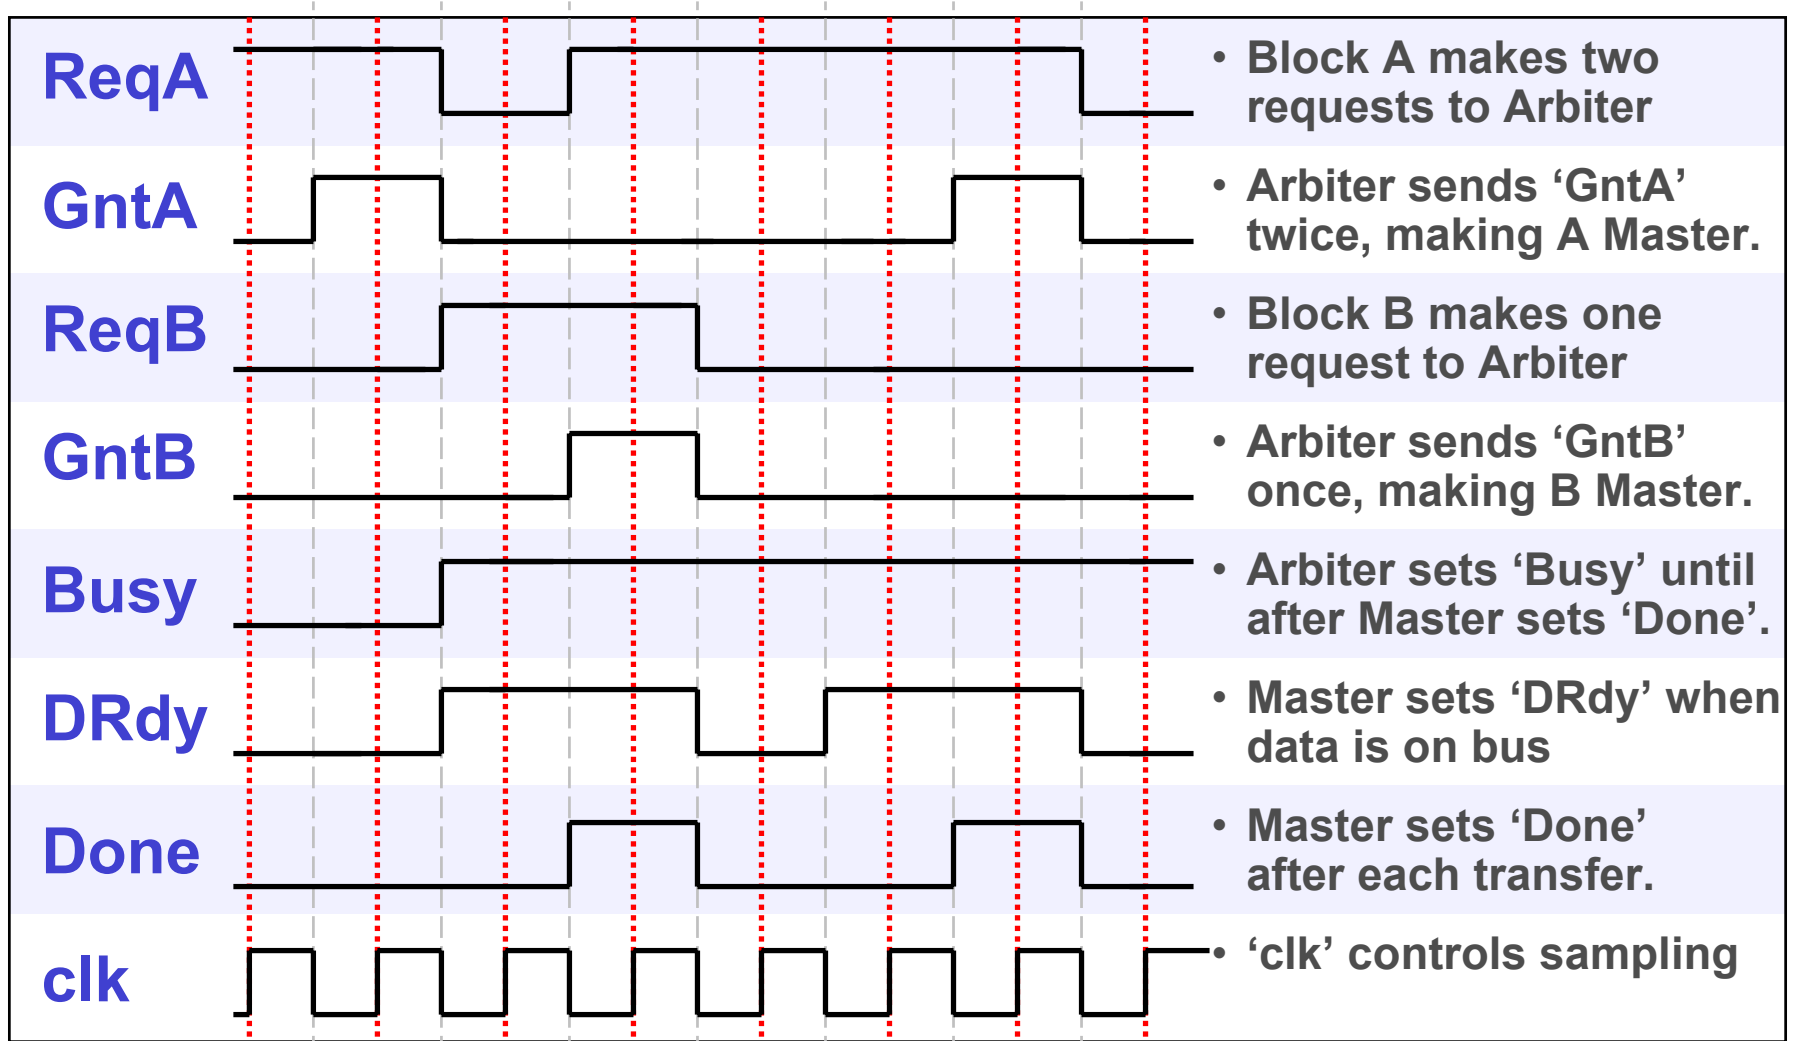 ReqA
• Block A makes two
requests to Arbiter
GntA
• Arbiter sends ‘GntA’
twice, making A Master.
ReqB
• Block B makes one
request to Arbiter
GntB
• Arbiter sends ‘GntB’
once, making B Master.
Busy
• Arbiter sets ‘Busy’ until
after Master sets ‘Done’.
DRdy
• Master sets ‘DRdy’ when
data is on bus
Done
• Master sets ‘Done’
after each transfer.
clk
• ‘clk’ controls sampling